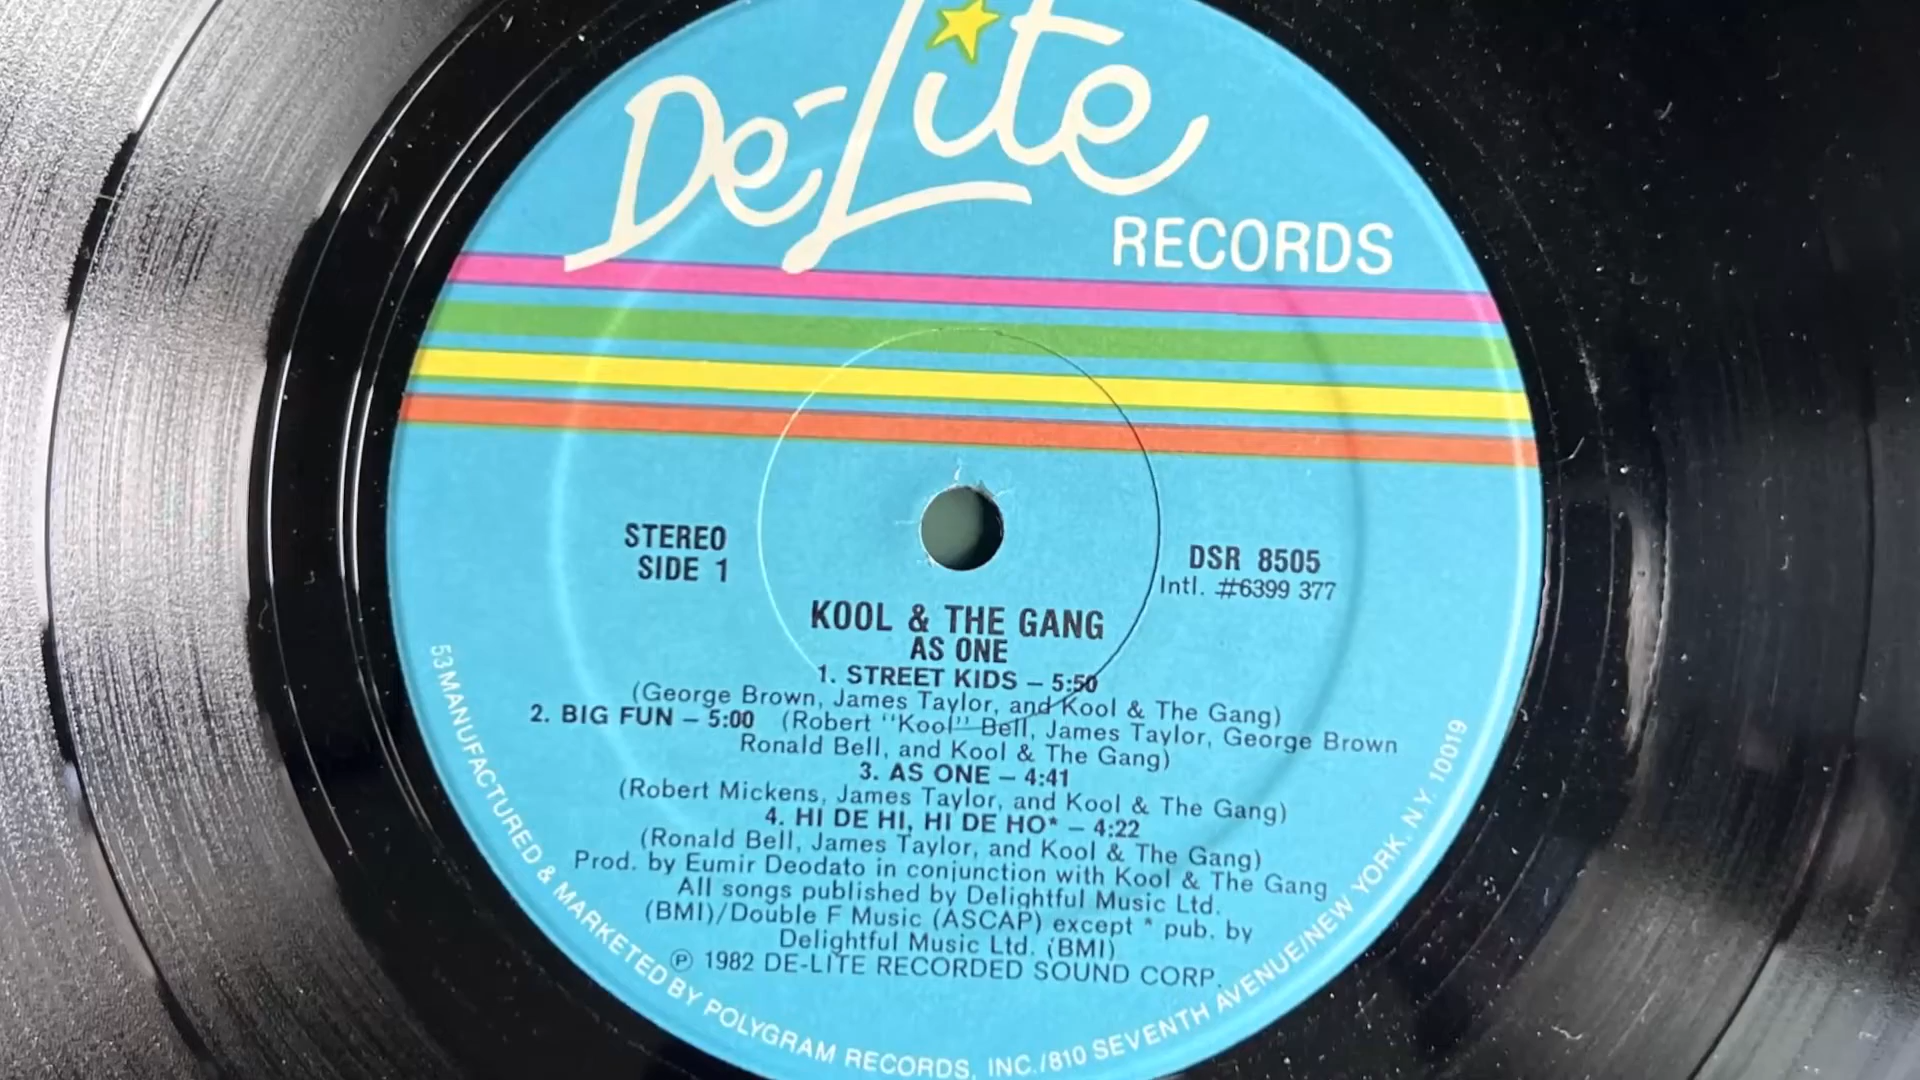 De-Lite
RECORDS
STEREO
SIDE 1
DSR 8505
Intl. #6399 377
KOOL & THE GANG
AS ONE
1. STREET KIDS – 5:50
(George Brown, James Taylor, and Kool & The Gang)
2. BIG FUN – 5:00 (Robert "Kool" Bell, James Taylor, George Brown
Ronald Bell, and Kool & The Gang)
3. AS ONE – 4:41
(Robert Mickens, James Taylor, and Kool & The Gang)
4. HI DE HI, HI DE HO* – 4:22
(Ronald Bell, James Taylor, and Kool & The Gang)
Prod. by Eumir Deodato in conjunction with Kool & The Gang
All songs published by Delightful Music Ltd.
(BMI)/Double F Music (ASCAP) except * pub. by
Delightful Music Ltd. (BMI)
℗ 1982 DE-LITE RECORDED SOUND CORP.
53 MANUFACTURED & MARKETED BY POLYGRAM RECORDS, INC./810 SEVENTH AVENUE/NEW YORK, N.Y. 10019